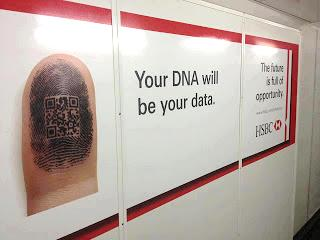 Your DNA will
be your data.
The future
is full of
opportunity.
HSBC